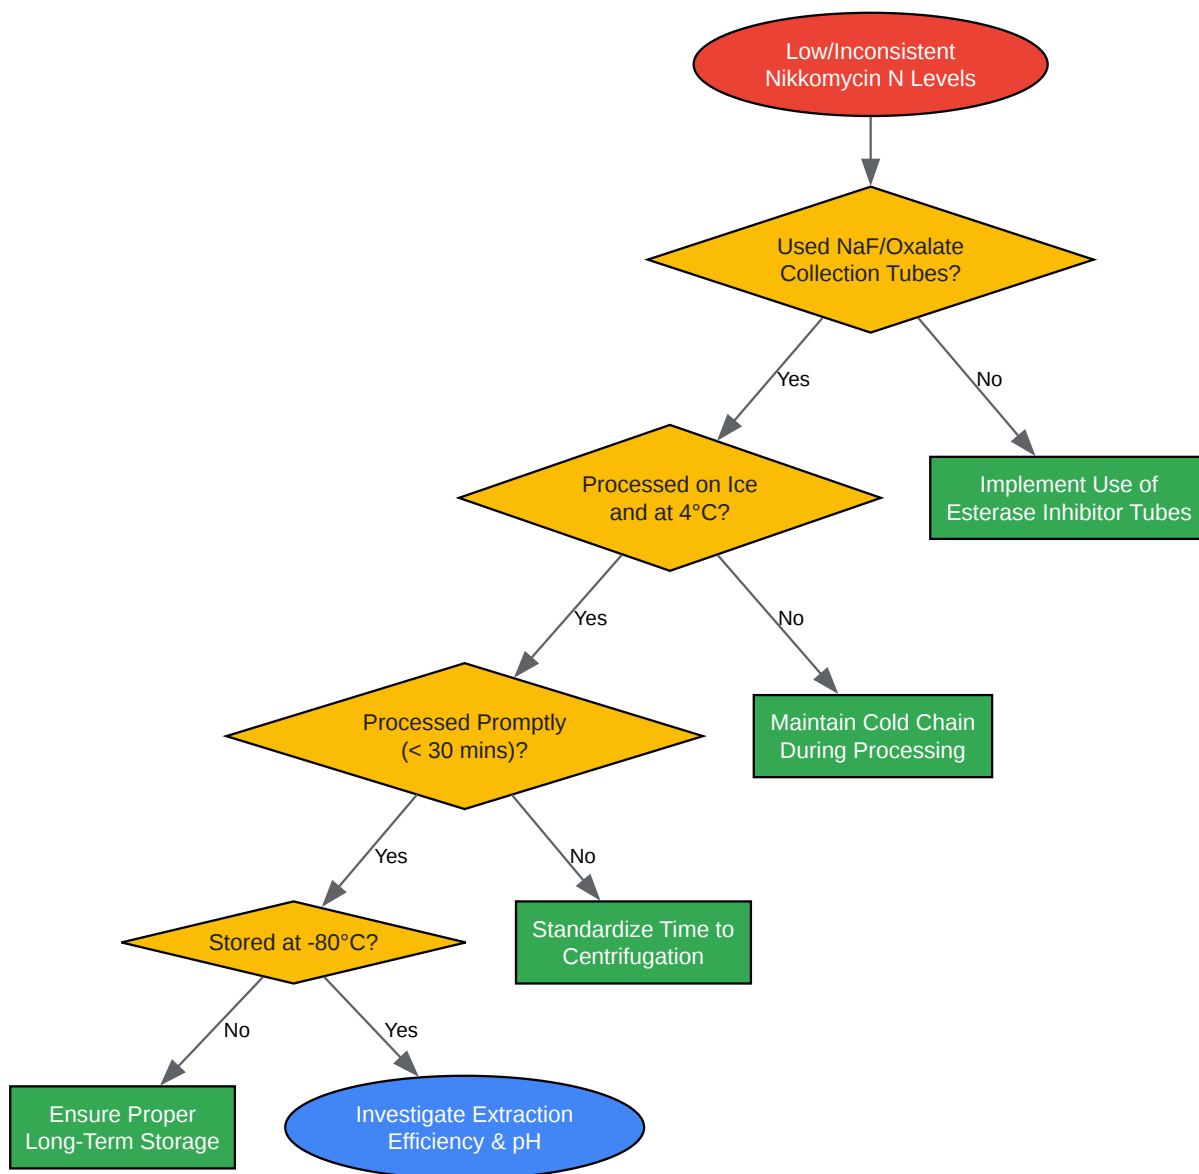 Low/Inconsistent
Nikkomycin N Levels
Used NaF/Oxalate
Collection Tubes?
Yes
No
Processed on Ice
and at 4°C?
Implement Use of
Esterase Inhibitor Tubes
Yes
No
Processed Promptly
(< 30 mins)?
Maintain Cold Chain
During Processing
Yes
No
Stored at -80°C?
Standardize Time to
Centrifugation
No
Yes
Ensure Proper
Long-Term Storage
Investigate Extraction
Efficiency & pH